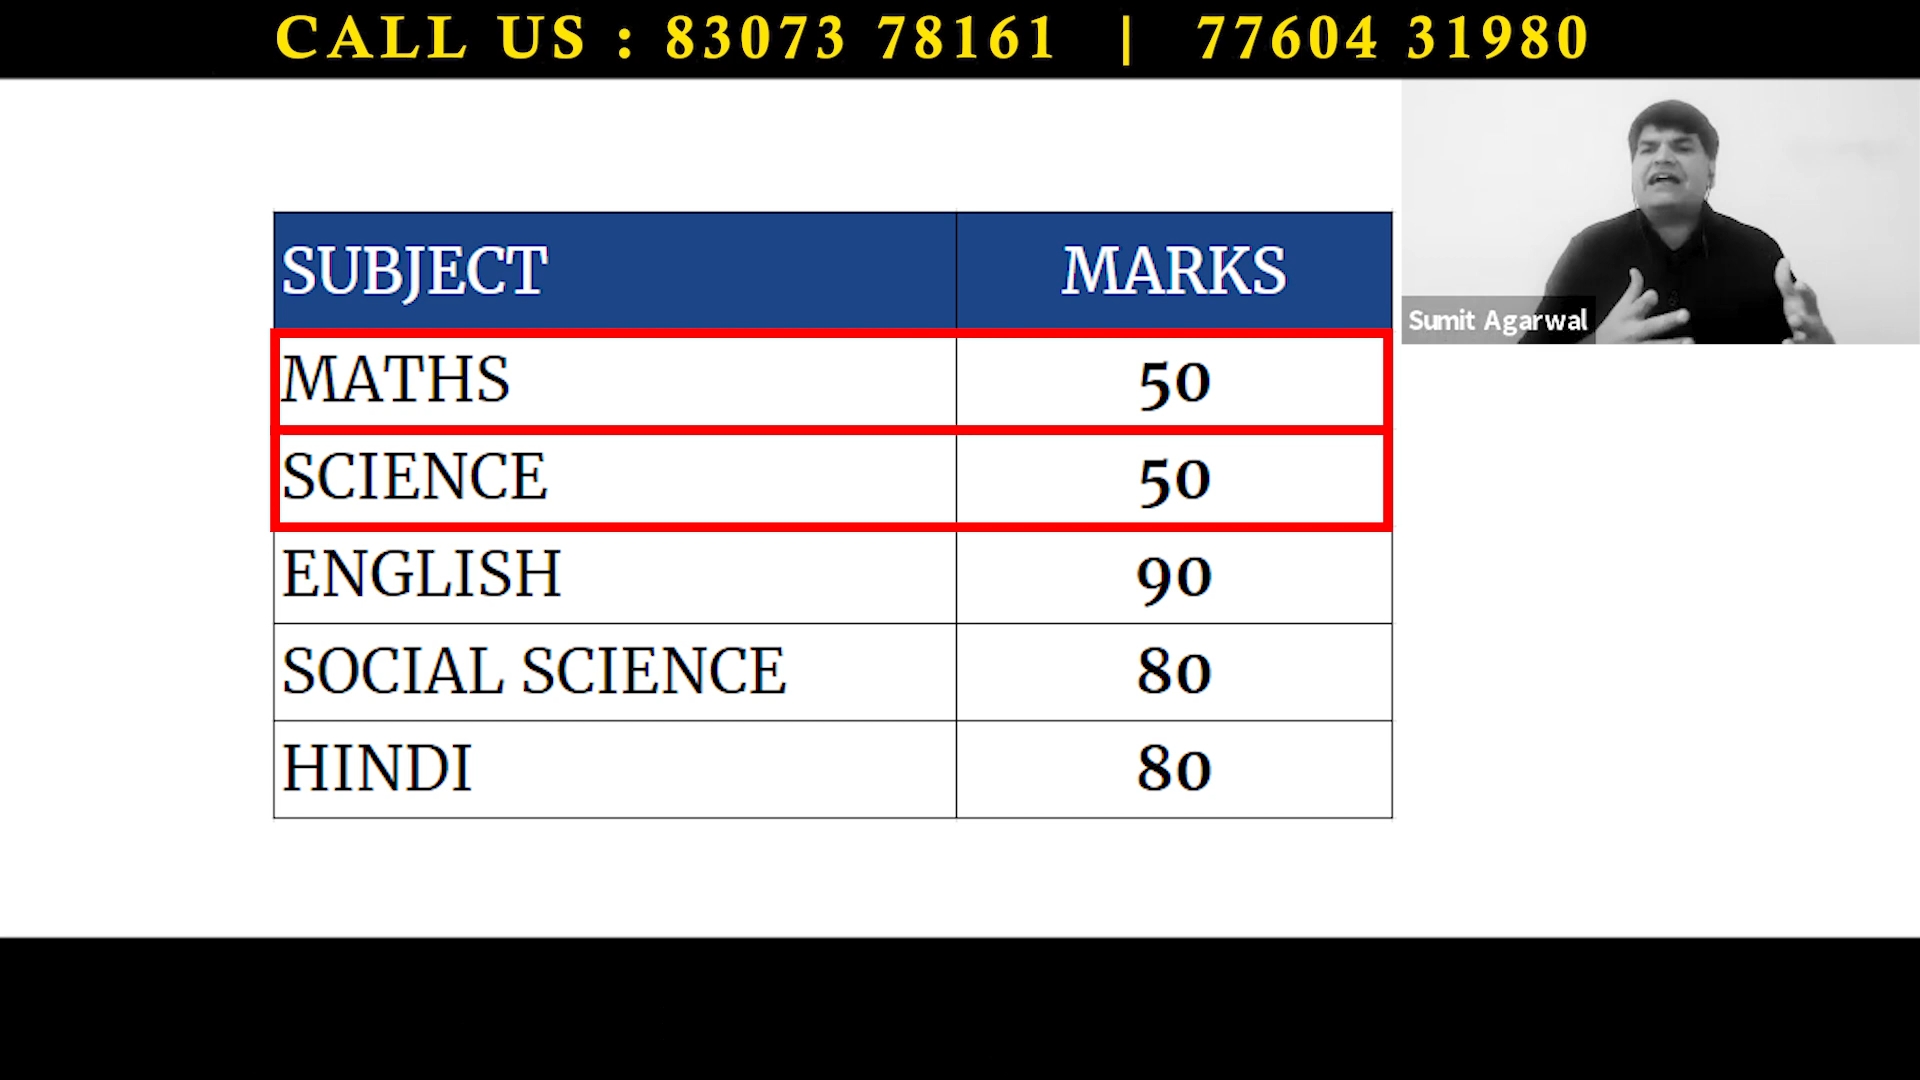 CALL US : 83073 78161 | 77604 31980
SUBJECT MARKS
MATHS 50
SCIENCE 50
ENGLISH 90
SOCIAL SCIENCE 80
HINDI 80
Sumit Agarwal